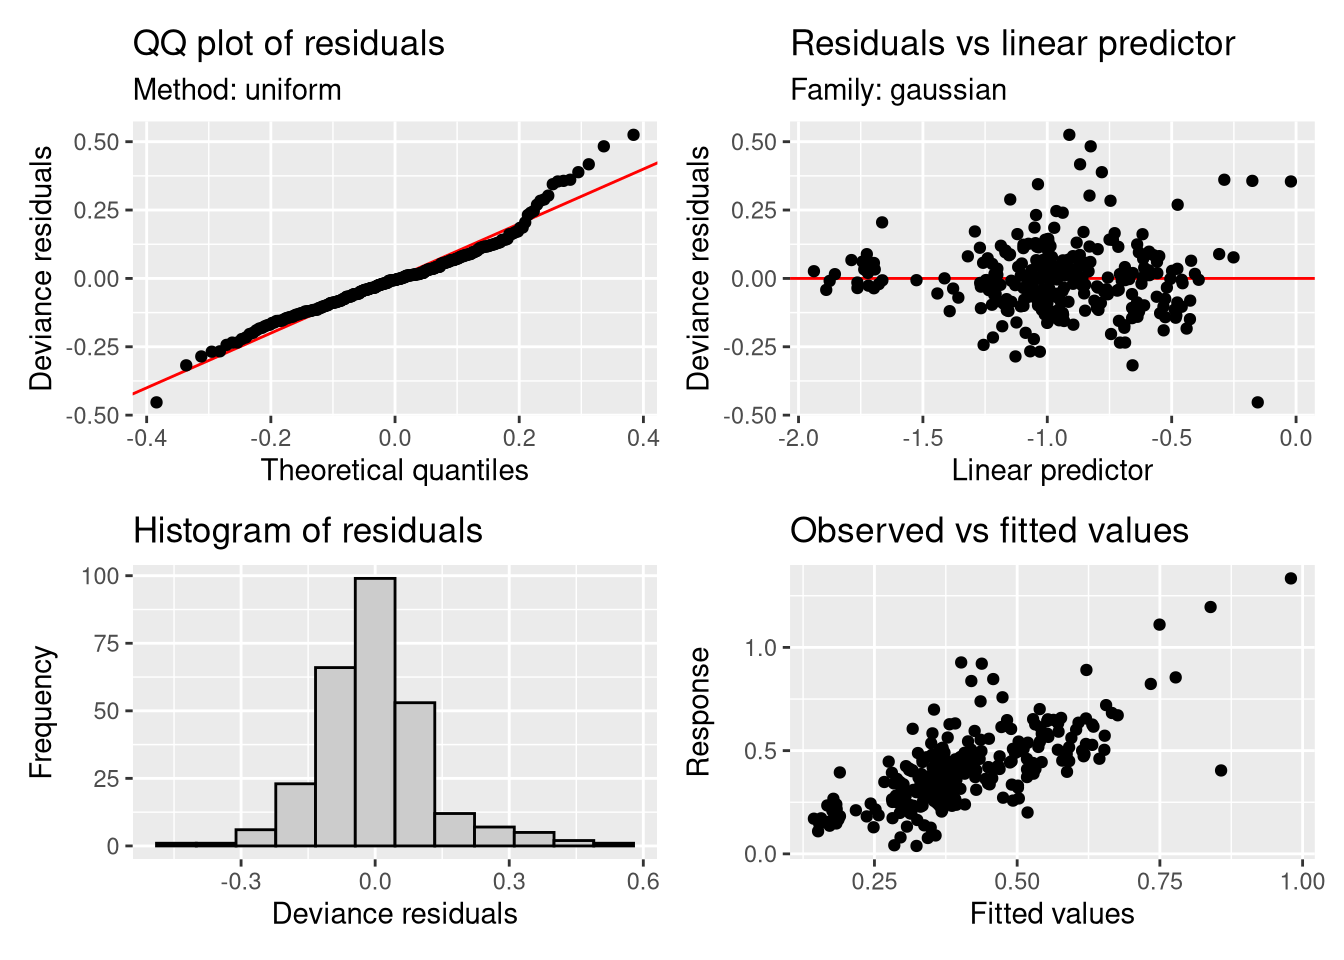 QQ plot of residuals
Method: uniform
Deviance residuals
0.50
0.25
0.00
-0.25
-0.50
-0.4
-0.2
0.0
0.2
0.4
Theoretical quantiles
Residuals vs linear predictor
Family: gaussian
Deviance residuals
0.50
0.25
0.00
-0.25
-0.50
-2.0
-1.5
-1.0
-0.5
0.0
Linear predictor
Histogram of residuals
Frequency
100
75
50
25
0
-0.3
0.0
0.3
0.6
Deviance residuals
Observed vs fitted values
Response
1.0
0.5
0.0
0.25
0.50
0.75
1.00
Fitted values